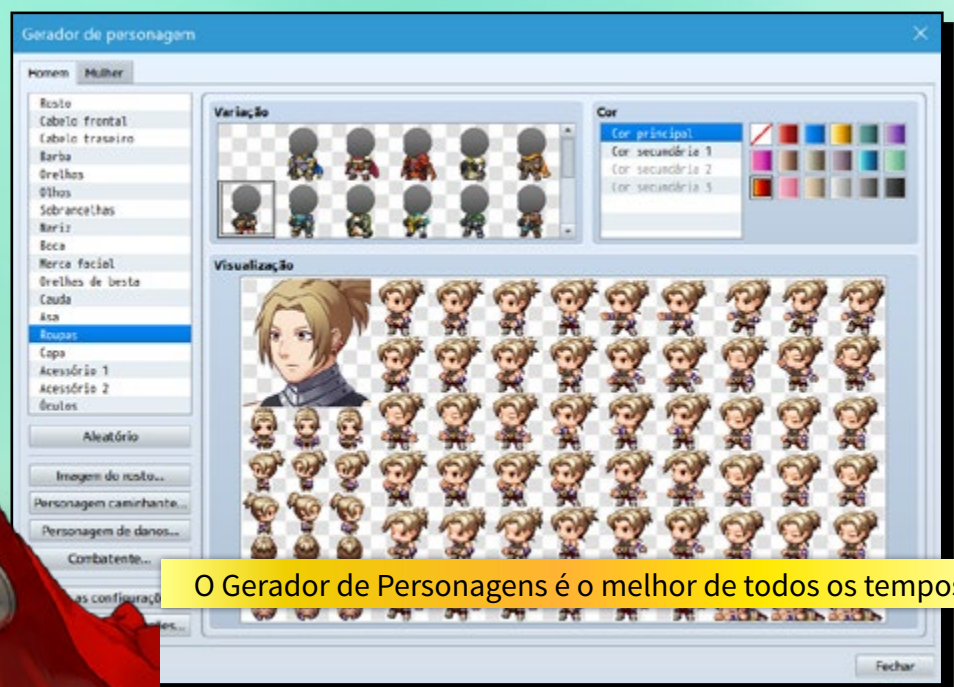 Gerador de personagem
Homem Mulher
Rosto
Cabelo frontal
Cabelo traseiro
Barba
Orelhas
Olhos
Sobrancelhas
Nariz
Boca
Merca facial
Orelhas de besta
Cauda
Asa
Roupas
Capa
Acessório 1
Acessório 2
Óculos
Aleatório
Imagem do rosto...
Personagem caminhante...
Personagem de danos...
Combatente...
as configuraçõ
Variação
Cor
Cor principal
Cor secundária 1
Cor secundária 2
Cor secundária 3
Visualização
O Gerador de Personagens é o melhor de todos os tempos
Fechar